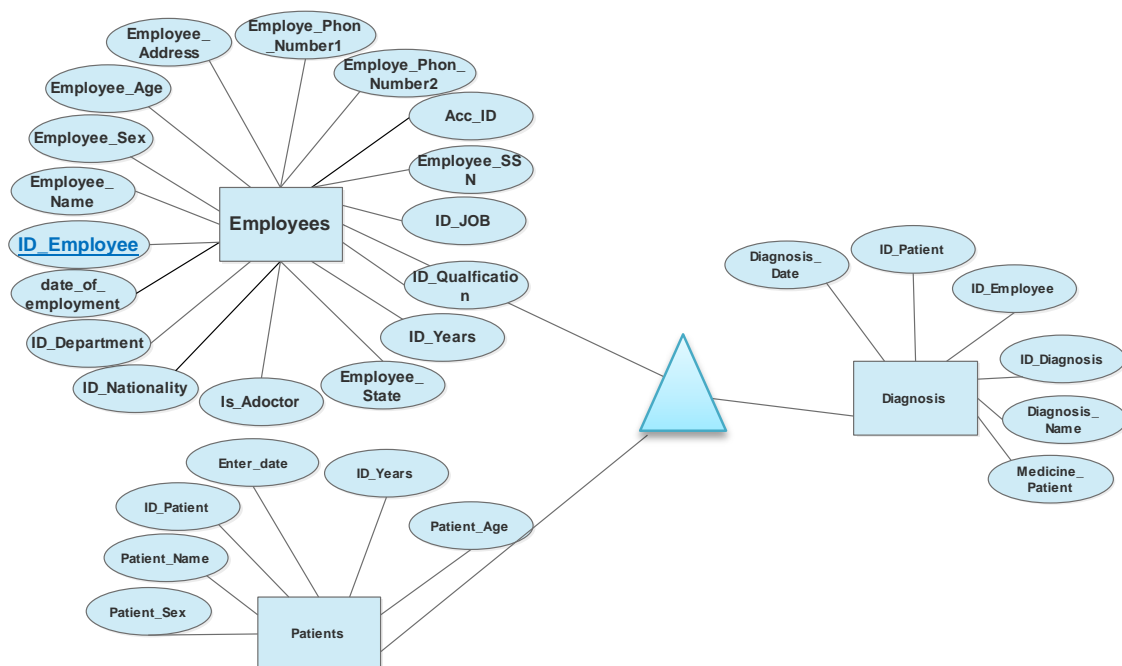 Employee_
Address
Employe_Phon
_Number1
Employe_Phon_
Number2
Employee_Age
Acc_ID
Employee_Sex
Employee_SS
N
Employee_
Name
Employees
ID_JOB
ID_Employee
date_of_
employment
ID_Qualfictio
n
ID_Department
ID_Years
ID_Nationality
Employee_
State
Is_Adoctor
Diagnosis_
Date
ID_Patient
ID_Employee
ID_Diagnosis
Diagnosis
Diagnosis_
Name
Medicine_
Patient
Enter_date
ID_Years
ID_Patient
Patient_Age
Patient_Name
Patient_Sex
Patients